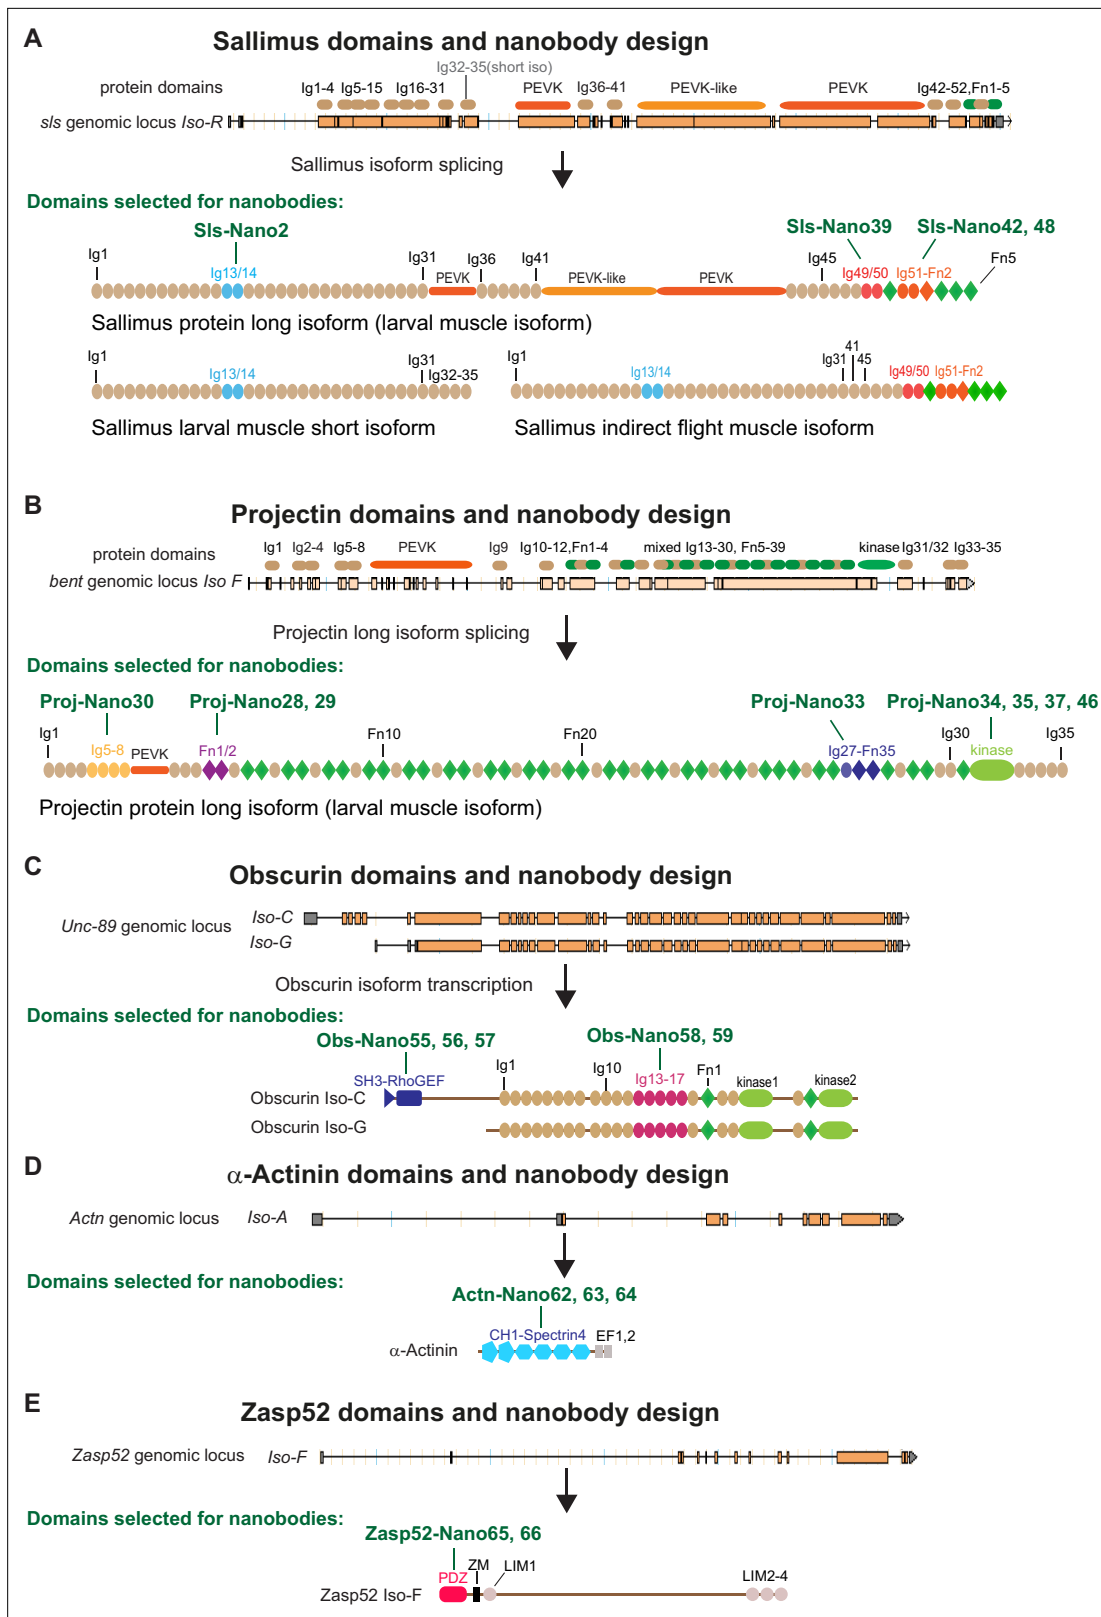 A
Sallimus domains and nanobody design
Ig32-35(short iso)
protein domains
Ig1-4 Ig5-15 Ig16-31 PEVK Ig36-41 PEVK-like PEVK Ig42-52,Fn1-5
sls genomic locus Iso-R
Sallimus isoform splicing
Domains selected for nanobodies:
Sls-Nano2 Sls-Nano39 Sls-Nano42, 48
Ig1 Ig13/14 Ig31 PEVK Ig36 Ig41 PEVK-like PEVK Ig45 Ig49/50 Ig51-Fn2 Fn5
Sallimus protein long isoform (larval muscle isoform)
Ig1 Ig13/14 Ig31 Ig32-35
Ig1 Ig13/14 Ig31 41 45 Ig49/50 Ig51-Fn2
Sallimus larval muscle short isoform
Sallimus indirect flight muscle isoform
B
Projectin domains and nanobody design
protein domains
Ig1 Ig2-4 Ig5-8 PEVK Ig9 Ig10-12,Fn1-4 mixed Ig13-30, Fn5-39 kinase Ig31/32 Ig33-35
bent genomic locus Iso F
Projectin long isoform splicing
Domains selected for nanobodies:
Proj-Nano30 Proj-Nano28, 29 Proj-Nano33 Proj-Nano34, 35, 37, 46
Ig1 Ig5-8 PEVK Fn1/2 Fn10 Fn20 Ig27-Fn35 Ig30 kinase Ig35
Projectin protein long isoform (larval muscle isoform)
C
Obscurin domains and nanobody design
Unc-89 genomic locus
Iso-C
Iso-G
Obscurin isoform transcription
Domains selected for nanobodies:
Obs-Nano55, 56, 57 Obs-Nano58, 59
SH3-RhoGEF Ig1 Ig10 Ig13-17 Fn1 kinase1 kinase2
Obscurin Iso-C
Obscurin Iso-G
D
α-Actinin domains and nanobody design
Actn genomic locus Iso-A
Domains selected for nanobodies:
Actn-Nano62, 63, 64
CH1-Spectrin4 EF1,2
α-Actinin
E
Zasp52 domains and nanobody design
Zasp52 genomic locus Iso-F
Domains selected for nanobodies:
Zasp52-Nano65, 66
PDZ ZM LIM1 LIM2-4
Zasp52 Iso-F